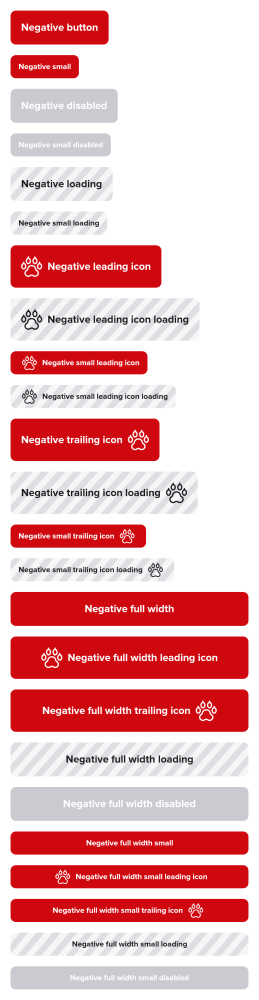 Negative button
Negative small
Negative disabled
Negative small disabled
Negative loading
Negative small loading
Negative leading icon
Negative leading icon loading
Negative small leading icon
Negative small leading icon loading
Negative trailing icon
Negative trailing icon loading
Negative small trailing icon
Negative small trailing icon loading
Negative full width
Negative full width leading icon
Negative full width trailing icon
Negative full width loading
Negative full width disabled
Negative full width small
Negative full width small leading icon
Negative full width small trailing icon
Negative full width small loading
Negative full width small disabled